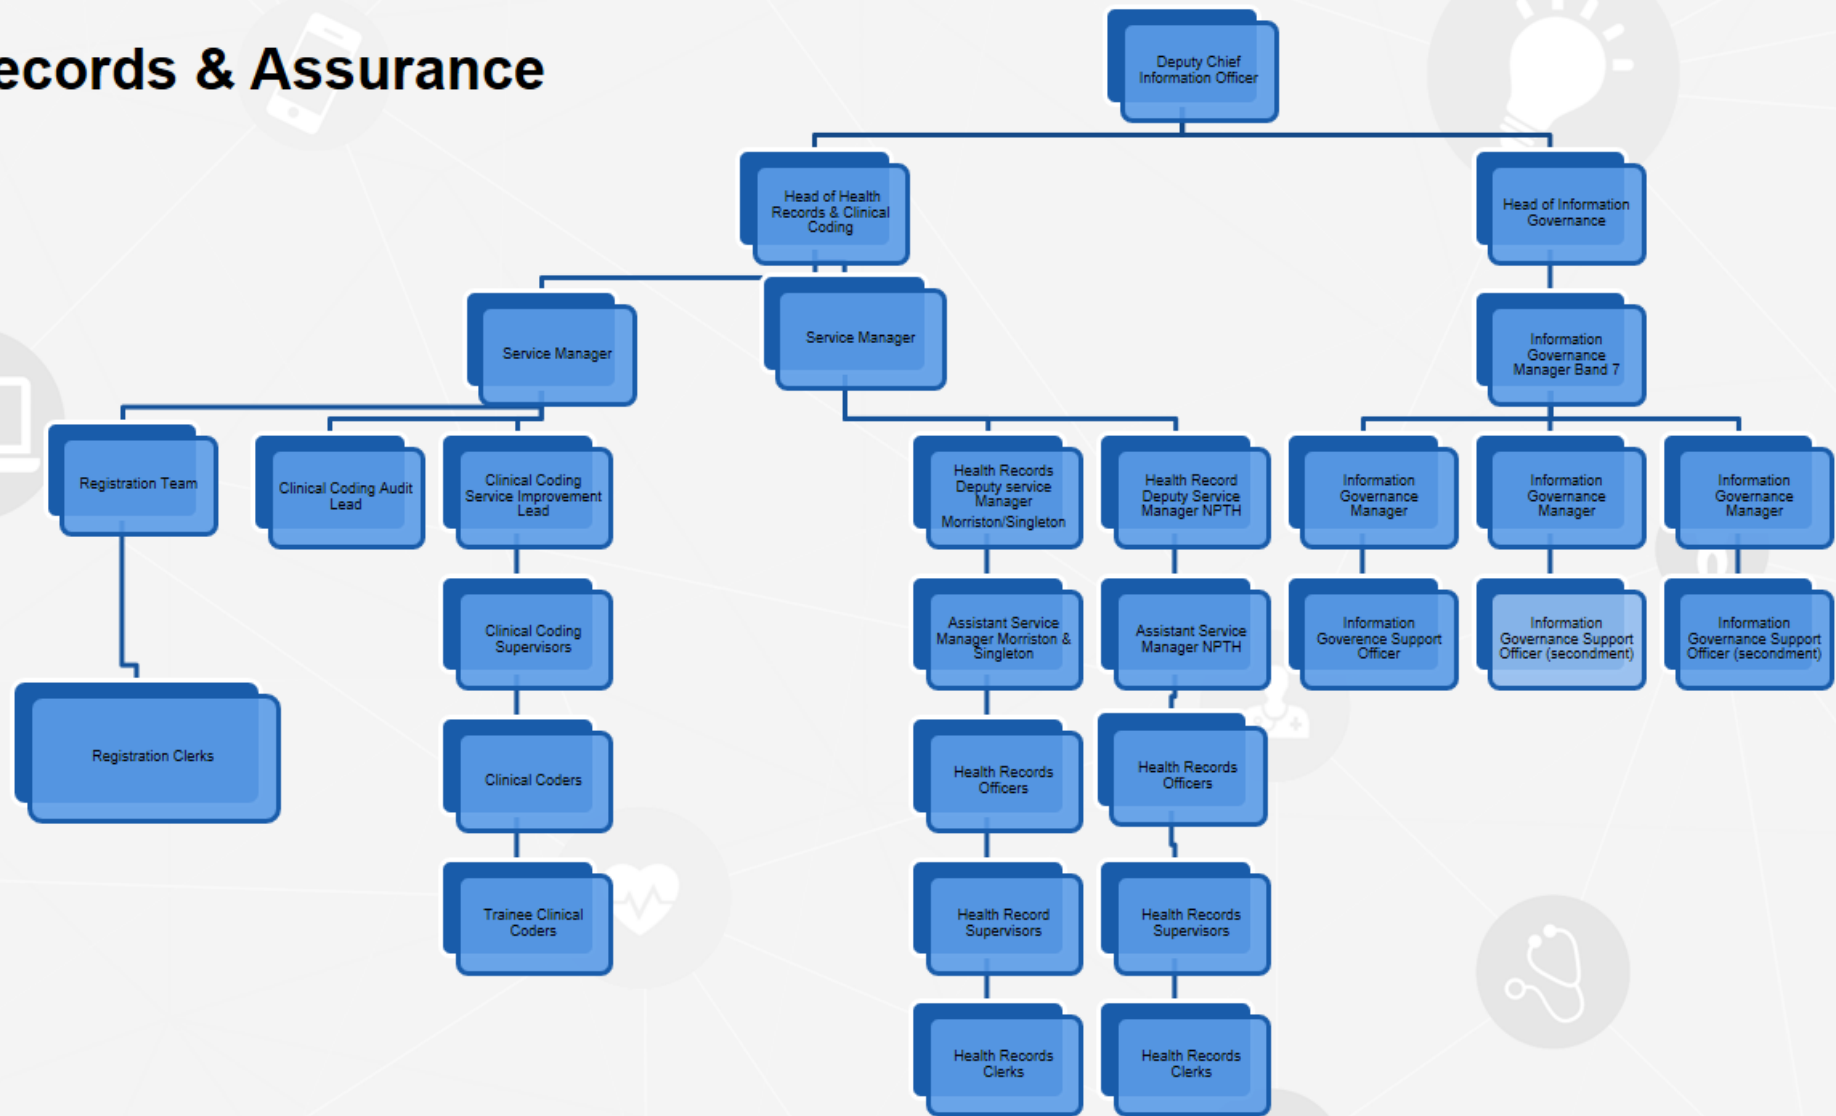 ecords & Assurance
Deputy Chief
Information Officer
Head of Health
Records & Clinical
Coding
Head of Information
Governance
Service Manager
Service Manager
Information
Governance
Manager Band 7
Registration Team
Clinical Coding Audit
Lead
Clinical Coding
Service Improvement
Lead
Health Records
Deputy service
Manager
Morriston/Singleton
Health Record
Deputy Service
Manager NPTH
Information
Governance
Manager
Information
Governance
Manager
Information
Governance
Manager
Clinical Coding
Supervisors
Assistant Service
Manager Morriston &
Singleton
Assistant Service
Manager NPTH
Information
Goverence Support
Officer
Information
Governance Support
Officer (secondment)
Information
Governance Support
Officer (secondment)
Registration Clerks
Clinical Coders
Health Records
Officers
Health Records
Officers
Trainee Clinical
Coders
Health Record
Supervisors
Health Records
Supervisors
Health Records
Clerks
Health Records
Clerks